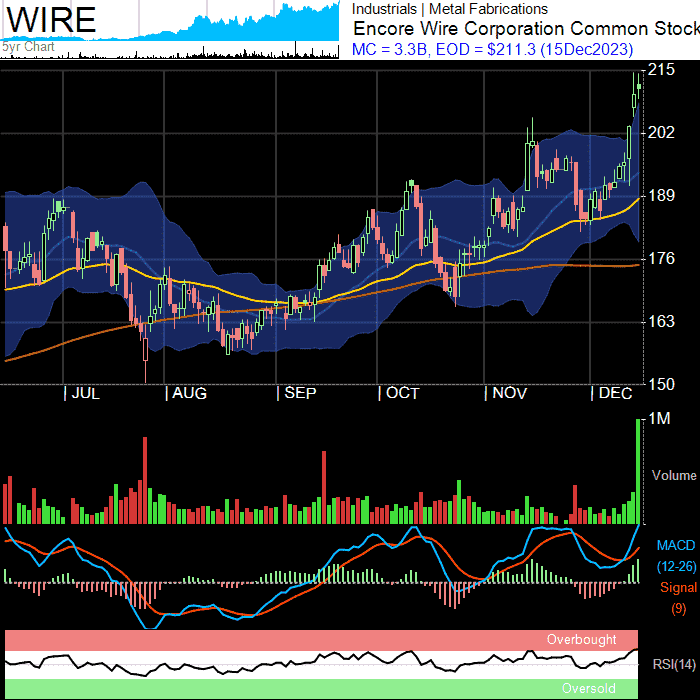 WIRE
5yr Chart
Industrials | Metal Fabrications
Encore Wire Corporation Common Stock
MC = 3.3B, EOD = $211.3 (15Dec2023)
215
202
189
176
163
150
| JUL | AUG | SEP | OCT | NOV | DEC
1M
Volume
MACD
(12-26)
Signal
(9)
Overbought
RSI(14)
Oversold